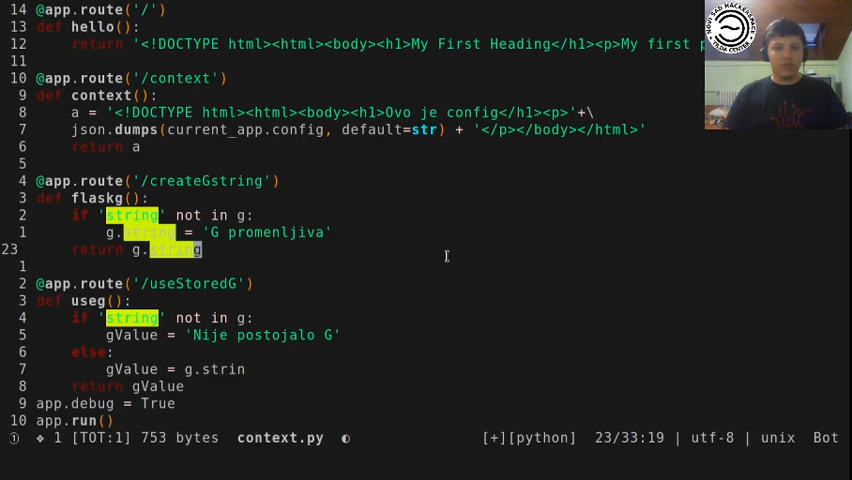 14 @app.route('/')
13 def hello():
12 return '<!DOCTYPE html><html><body><h1>My First Heading</h1><p>My first p
11
10 @app.route('/context')
9 def context():
8 a = '<!DOCTYPE html><html><body><h1>Ovo je config</h1><p>'+\
7 json.dumps(current_app.config, default=str) + '</p></body></html>'
6 return a
5
4 @app.route('/createGstring')
3 def flaskg():
2 if 'string' not in g:
1 g.string = 'G promenljiva'
23 return g.string
1
2 @app.route('/useStoredG')
3 def useg():
4 if 'string' not in g:
5 gValue = 'Nije postojalo G'
6 else:
7 gValue = g.strin
8 return gValue
9 app.debug = True
10 app.run()
① ❖ 1 [TOT:1] 753 bytes context.py ◐ [+][python] 23/33:19 | utf-8 | unix Bot